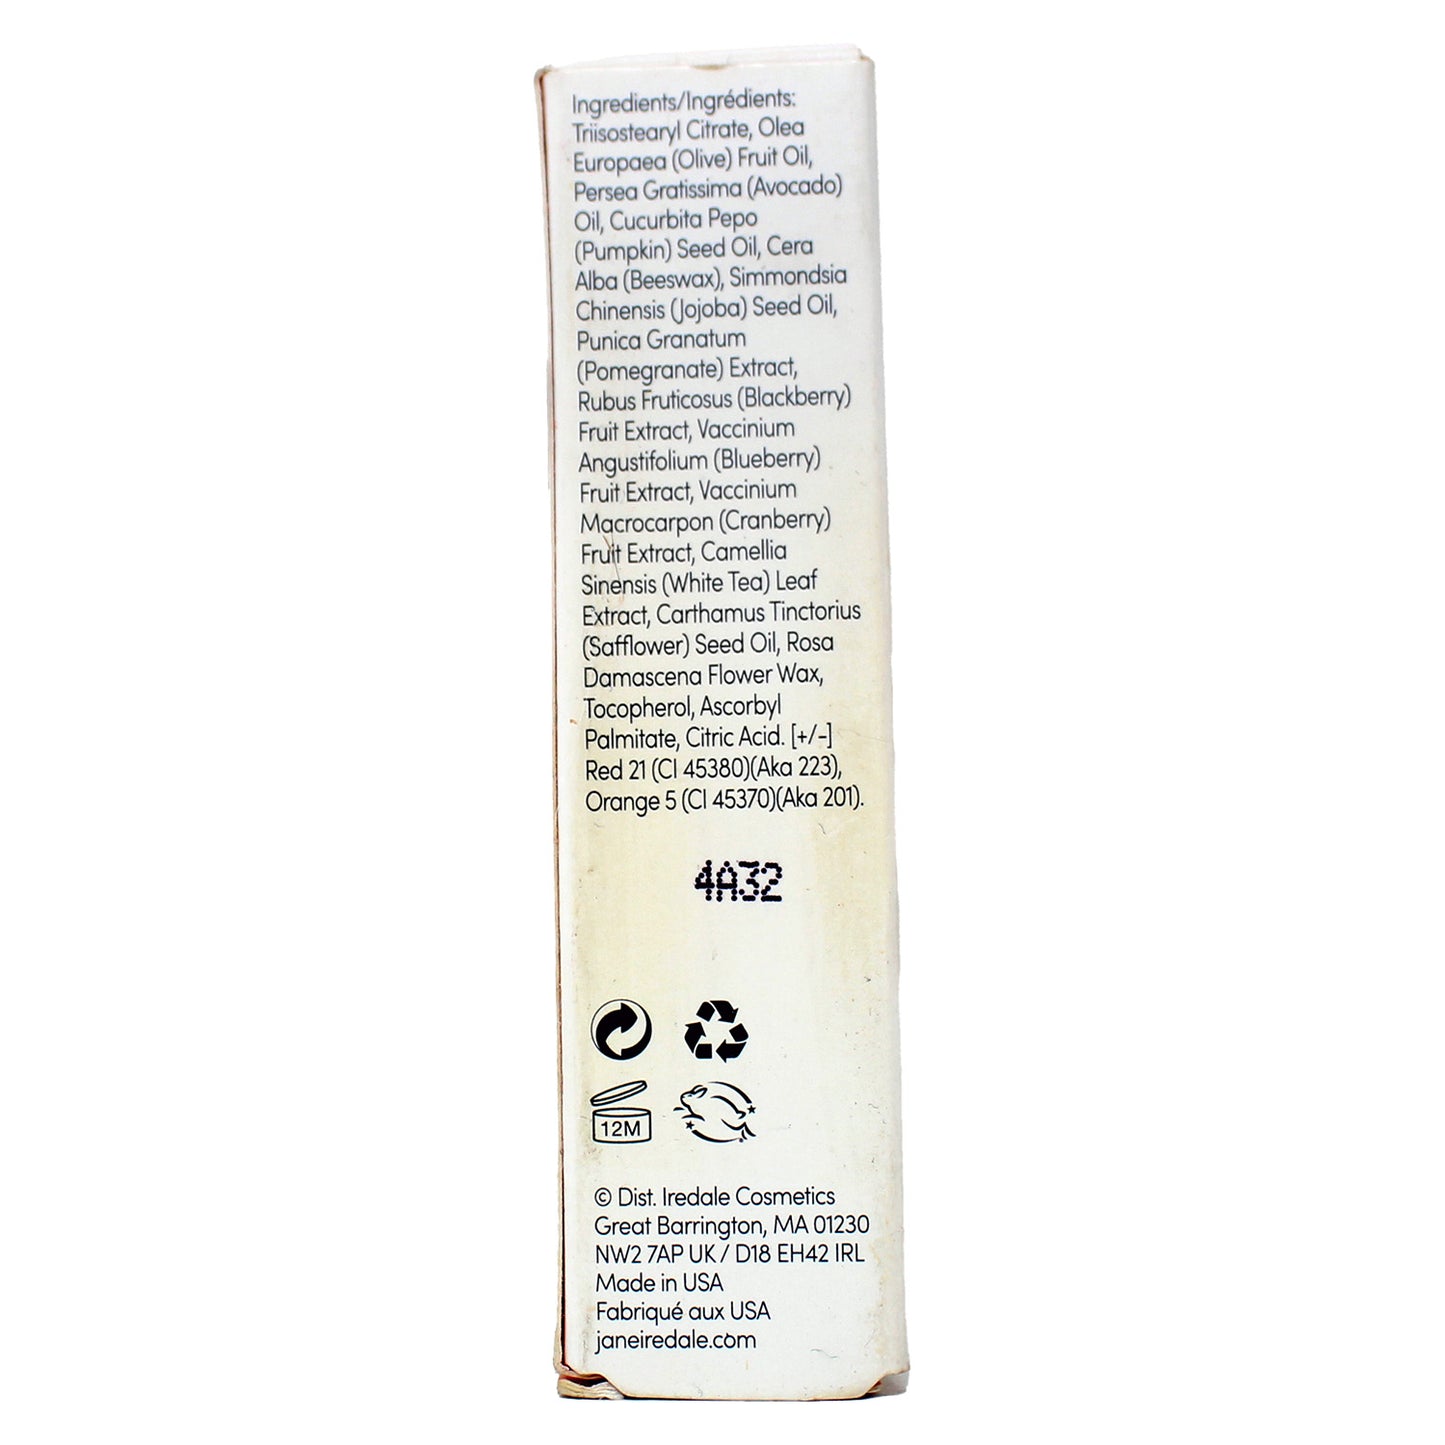 Ingredients/Ingrédients:
Triisostearyl Citrate, Olea
Europaea (Olive) Fruit Oil,
Persea Gratissima (Avocado)
Oil, Cucurbita Pepo
(Pumpkin) Seed Oil, Cera
Alba (Beeswax), Simmondsia
Chinensis (Jojoba) Seed Oil,
Punica Granatum
(Pomegranate) Extract,
Rubus Fruticosus (Blackberry)
Fruit Extract, Vaccinium
Angustifolium (Blueberry)
Fruit Extract, Vaccinium
Macrocarpon (Cranberry)
Fruit Extract, Camellia
Sinensis (White Tea) Leaf
Extract, Carthamus Tinctorius
(Safflower) Seed Oil, Rosa
Damascena Flower Wax,
Tocopherol, Ascorbyl
Palmitate, Citric Acid. [+/-]
Red 21 (CI 45380)(Aka 223),
Orange 5 (CI 45370)(Aka 201).
4A32
12M
© Dist. Iredale Cosmetics
Great Barrington, MA 01230
NW2 7AP UK / D18 EH42 IRL
Made in USA
Fabriqué aux USA
janeiredale.com